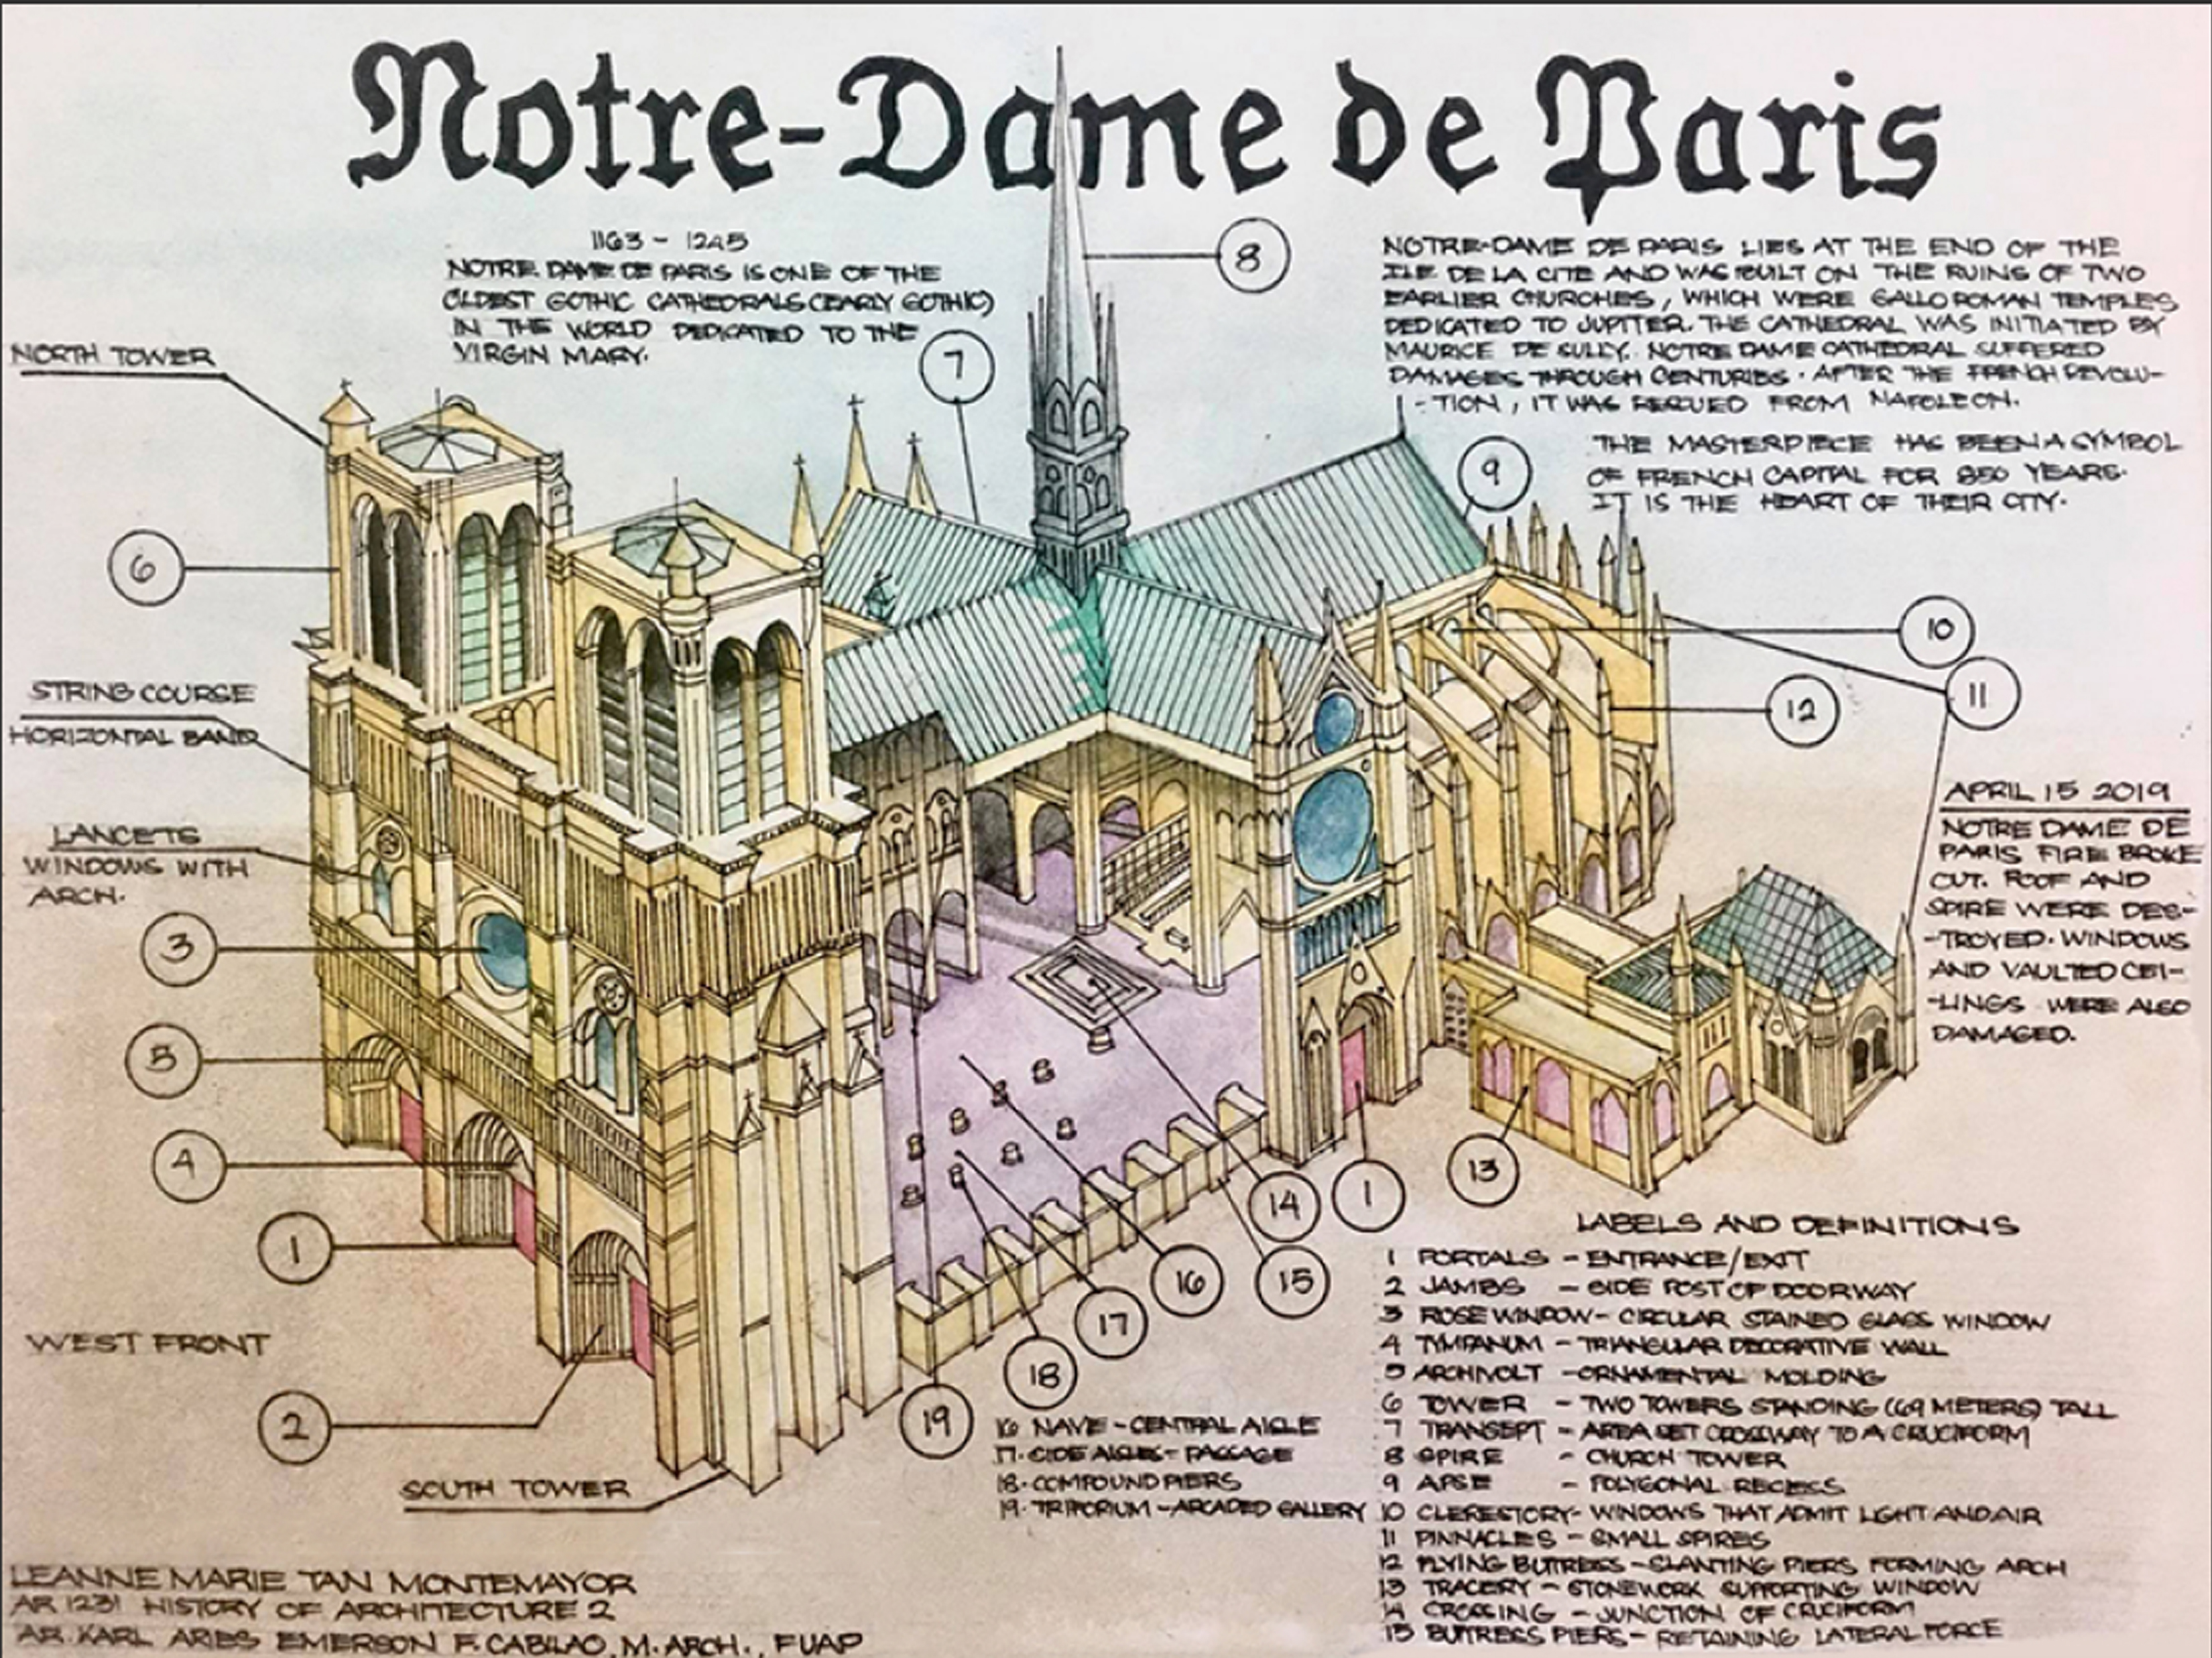 Notre-Dame de Paris
1163 - 1245
NOTRE DAME DE PARIS IS ONE OF THE
OLDEST GOTHIC CATHEDRALS (EARLY GOTHIC)
IN THE WORLD DEDICATED TO THE
VIRGIN MARY.
NOTRE-DAME DE PARIS LIES AT THE END OF THE
ILE DE LA CITE AND WAS BUILT ON THE RUINS OF TWO
EARLIER CHURCHES, WHICH WERE GALLO ROMAN TEMPLES
DEDICATED TO JUPITER. THE CATHEDRAL WAS INITIATED BY
MAURICE DE SULLY. NOTRE DAME CATHEDRAL SUFFERED
DAMAGES THROUGH CENTURIES. AFTER THE FRENCH REVOLU-
-TION, IT WAS RESCUED FROM NAPOLEON.
THE MASTERPIECE HAS BEEN A SYMBOL
OF FRENCH CAPITAL FOR 850 YEARS.
IT IS THE HEART OF THEIR CITY.
8
7
9
NORTH TOWER
6
10
11
12
STRING COURSE
HORIZONTAL BAND
LANCETS
WINDOWS WITH
ARCH.
3
5
4
1
WEST FRONT
2
SOUTH TOWER
APRIL 15 2019
NOTRE DAME DE
PARIS FIRE BROKE
OUT. ROOF AND
SPIRE WERE DES-
-TROYED. WINDOWS
AND VAULTED CEI-
-LINGS WERE ALSO
DAMAGED.
13
1
14
15
16
17
18
19
LABELS AND DEFINITIONS
1 PORTALS - ENTRANCE/EXIT
2 JAMBS - SIDE POST OF DOORWAY
3 ROSE WINDOW - CIRCULAR STAINED GLASS WINDOW
4 TYMPANUM - TRIANGULAR DECORATIVE WALL
5 ARCHIVOLT - ORNAMENTAL MOLDING
6 TOWER - TWO TOWERS STANDING (69 METERS) TALL
7 TRANSEPT - AREA SET CROSSWAY TO A CRUCIFORM
8 SPIRE - CHURCH TOWER
9 APSE - POLYGONAL RECESS
10 CLERESTORY - WINDOWS THAT ADMIT LIGHT AND AIR
11 PINNACLES - SMALL SPIRES
12 FLYING BUTTRESS - SLANTING PIERS FORMING ARCH
13 TRACERY - STONEWORK SUPPORTING WINDOW
14 CROSSING - JUNCTION OF CRUCIFORM
15 BUTTRESS PIERS - RETAINING LATERAL FORCE
16 NAVE - CENTRAL AISLE
17. SIDE AISLES - PASSAGE
18. COMPOUND PIERS
19. TRIFORIUM - ARCADED GALLERY
LEANNE MARIE TAN MONTEMAYOR
AR 1231 HISTORY OF ARCHITECTURE 2
AR. KARL ARIES EMERSON F. CABILAO, M. ARCH., FUAP